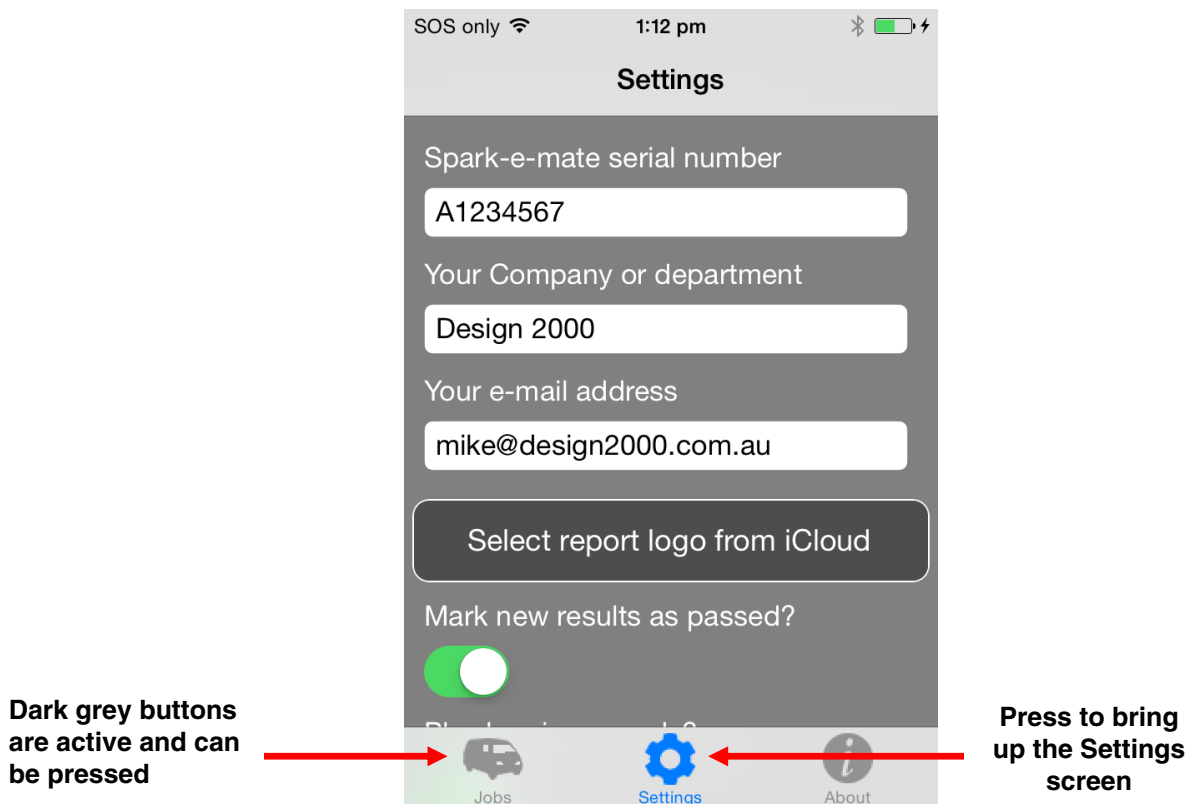 SOS only 1:12 pm
Settings
Spark-e-mate serial number
A1234567
Your Company or department
Design 2000
Your e-mail address
mike@design2000.com.au
Select report logo from iCloud
Mark new results as passed?
Dark grey buttons
are active and can
be pressed
Press to bring
up the Settings
screen
Jobs
Settings
About